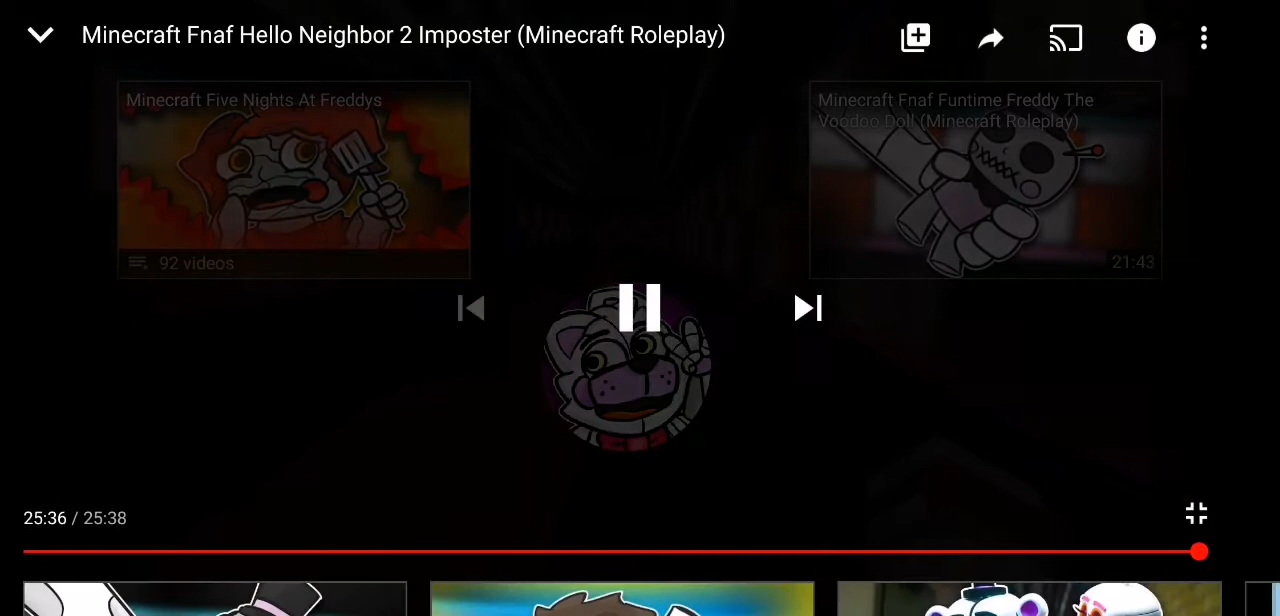 Minecraft Fnaf Hello Neighbor 2 Imposter (Minecraft Roleplay)
Minecraft Five Nights At Freddys
92 videos
Minecraft Fnaf Funtime Freddy The
Voodoo Doll (Minecraft Roleplay)
21:43
25:36 / 25:38